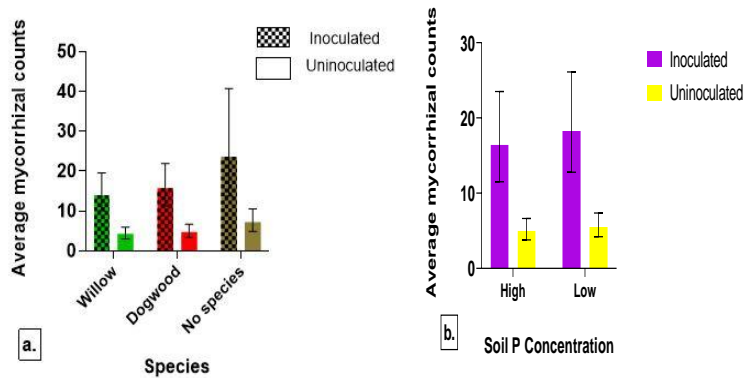 Average mycorrhizal counts
50
40
30
20
10
0
Inoculated
Uninoculated
Willow
Dogwood
No species
Species
a.
Average mycorrhizal counts
30
20
10
0
Inoculated
Uninoculated
High
Low
Soil P Concentration
b.